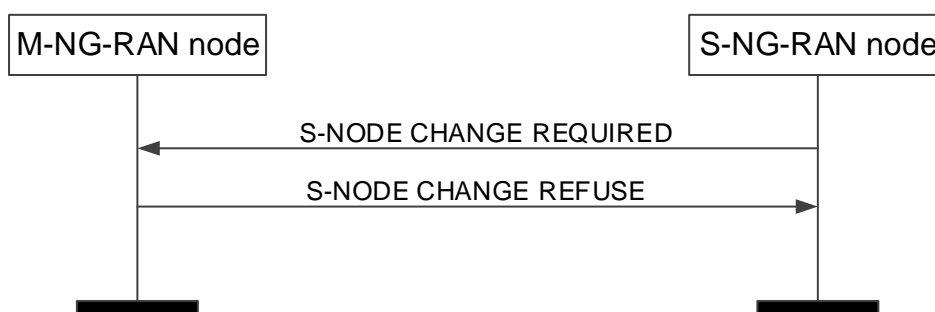 M-NG-RAN node
S-NG-RAN node
S-NODE CHANGE REQUIRED
S-NODE CHANGE REFUSE